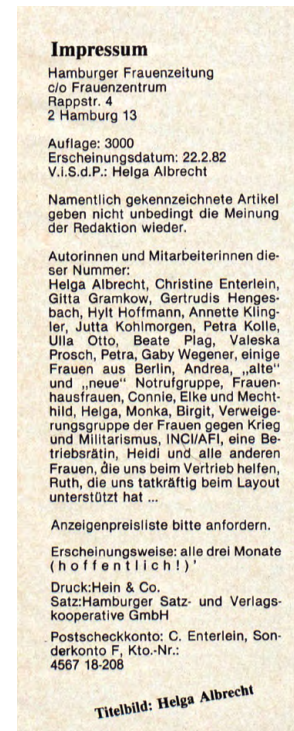 Impressum
Hamburger Frauenzeitung
c/o Frauenzentrum
Rappstr. 4
2 Hamburg 13
Auflage: 3000
Erscheinungsdatum: 22.2.82
V.i.S.d.P.: Helga Albrecht
Namentlich gekennzeichnete Artikel
geben nicht unbedingt die Meinung
der Redaktion wieder.
Autorinnen und Mitarbeiterinnen die-
ser Nummer:
Helga Albrecht, Christine Enterlein,
Gitta Gramkow, Gertrudis Henges-
bach, Hylt Hoffmann, Annette Kling-
ler, Jutta Kohlmorgen, Petra Kolle,
Ulla Otto, Beate Plag, Valeska
Prosch, Petra, Gaby Wegener, einige
Frauen aus Berlin, Andrea, „alte“
und „neue“ Notrufgruppe, Frauen-
hausfrauen, Connie, Elke und Mecht-
hild, Helga, Monka, Birgit, Verweige-
rungsgruppe der Frauen gegen Krieg
und Militarismus, INCI/AFI, eine Be-
triebsrätin, Heidi und alle anderen
Frauen, die uns beim Vertrieb helfen,
Ruth, die uns tatkräftig beim Layout
unterstützt hat ...
Anzeigenpreisliste bitte anfordern.
Erscheinungsweise: alle drei Monate
(hoffentlich!)'
Druck:Hein & Co.
Satz:Hamburger Satz- und Verlags-
kooperative GmbH
Postscheckkonto: C. Enterlein, Son-
derkonto F, Kto.-Nr.:
4567 18-208
Titelbild: Helga Albrecht